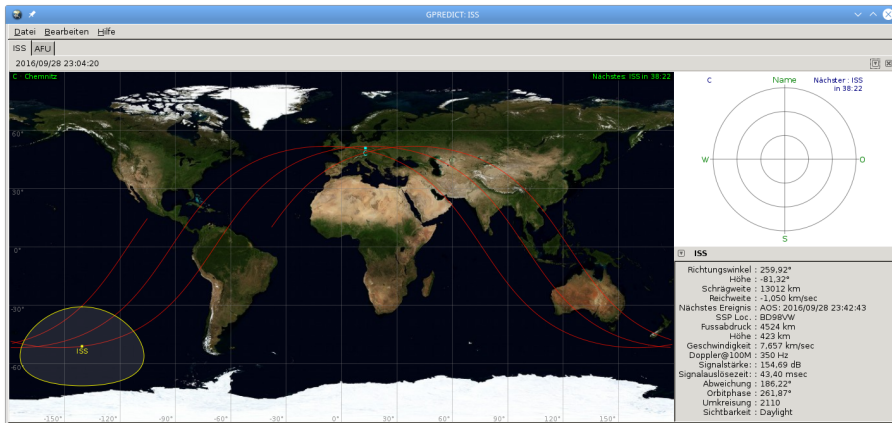 GPREDICT: ISS
Datei Bearbeiten Hilfe
ISS AFU
2016/09/28 23:04:20
C : Chemnitz
Nächstes: ISS in 38:22
60°
30°
0°
-30°
-60°
-150° -120° -90° -60° -30° 0° 30° 60° 90° 120° 150°
ISS
C
Name
Nächster : ISS
in 38:22
W
O
S
ISS
Richtungswinkel : 259,92°
Höhe : -81,32°
Schrägweite : 13012 km
Reichweite : -1,050 km/sec
Nächstes Ereignis : AOS: 2016/09/28 23:42:43
SSP Loc. : BD98VW
Fussabdruck : 4524 km
Höhe : 423 km
Geschwindigkeit : 7,657 km/sec
Doppler@100M : 350 Hz
Signalstärke: : 154,69 dB
Signalauslösezeit: : 43,40 msec
Abweichung : 186,22°
Orbitphase : 261,87°
Umkreisung : 2110
Sichtbarkeit : Daylight